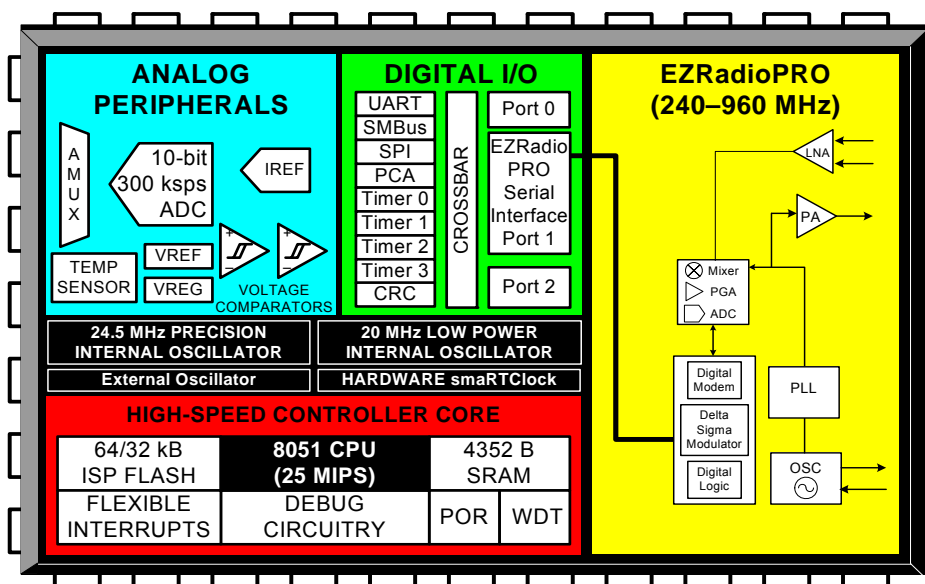 ANALOG
PERIPHERALS
A
M
U
X
10-bit
300 ksps
ADC
IREF
TEMP
SENSOR
VREF
VREG
+
–
+
–
VOLTAGE
COMPARATORS
DIGITAL I/O
UART
SMBus
SPI
PCA
Timer 0
Timer 1
Timer 2
Timer 3
CRC
CROSSBAR
Port 0
EZRadio
PRO
Serial
Interface
Port 1
Port 2
24.5 MHz PRECISION
INTERNAL OSCILLATOR
20 MHz LOW POWER
INTERNAL OSCILLATOR
External Oscillator
HARDWARE smaRTClock
HIGH-SPEED CONTROLLER CORE
64/32 kB
ISP FLASH
8051 CPU
(25 MIPS)
4352 B
SRAM
FLEXIBLE
INTERRUPTS
DEBUG
CIRCUITRY
POR
WDT
EZRadioPRO
(240–960 MHz)
LNA
PA
Mixer
PGA
ADC
Digital
Modem
Delta
Sigma
Modulator
Digital
Logic
PLL
OSC